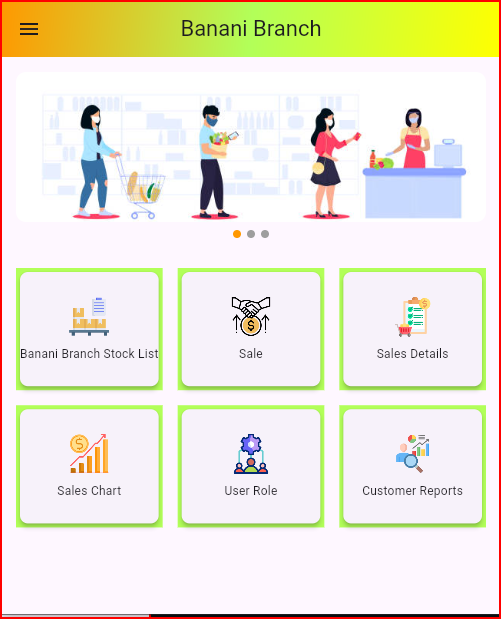 Banani Branch
Banani Branch Stock List
Sale
Sales Details
Sales Chart
User Role
Customer Reports